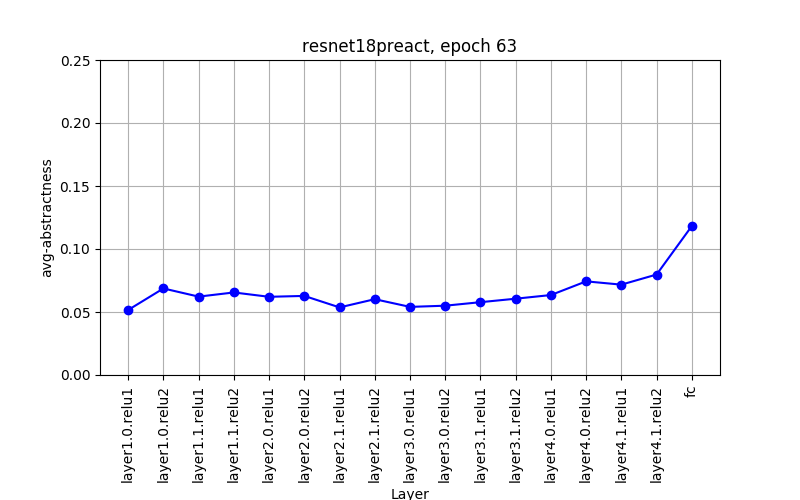 resnet18preact, epoch 63
avg-abstractness
0.25
0.20
0.15
0.10
0.05
0.00
layer1.0.relu1
layer1.0.relu2
layer1.1.relu1
layer1.1.relu2
layer2.0.relu1
layer2.0.relu2
layer2.1.relu1
layer2.1.relu2
layer3.0.relu1
layer3.0.relu2
layer3.1.relu1
layer3.1.relu2
layer4.0.relu1
layer4.0.relu2
layer4.1.relu1
layer4.1.relu2
fc
Layer